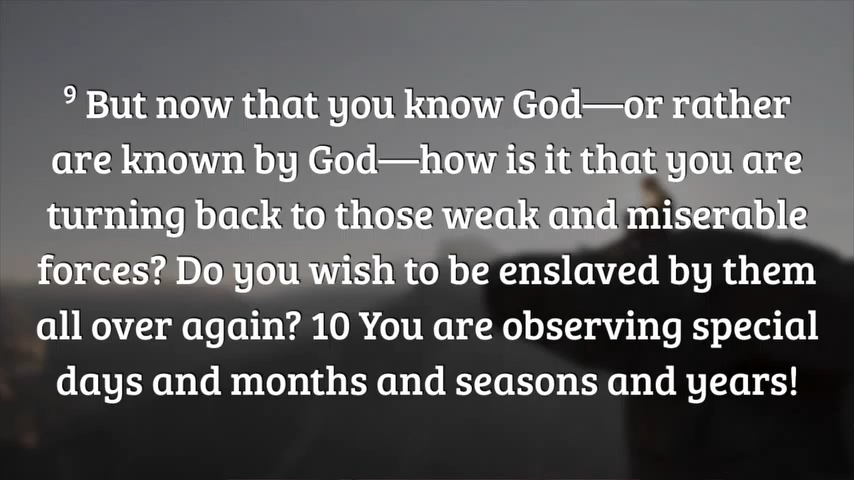 ⁹ But now that you know God—or rather
are known by God—how is it that you are
turning back to those weak and miserable
forces? Do you wish to be enslaved by them
all over again? 10 You are observing special
days and months and seasons and years!